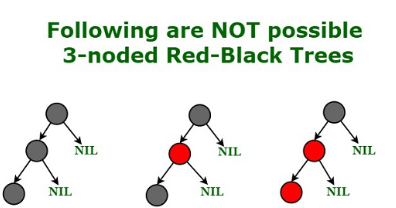 Following are NOT possible
3-noded Red-Black Trees
NIL NIL NIL
NIL NIL NIL